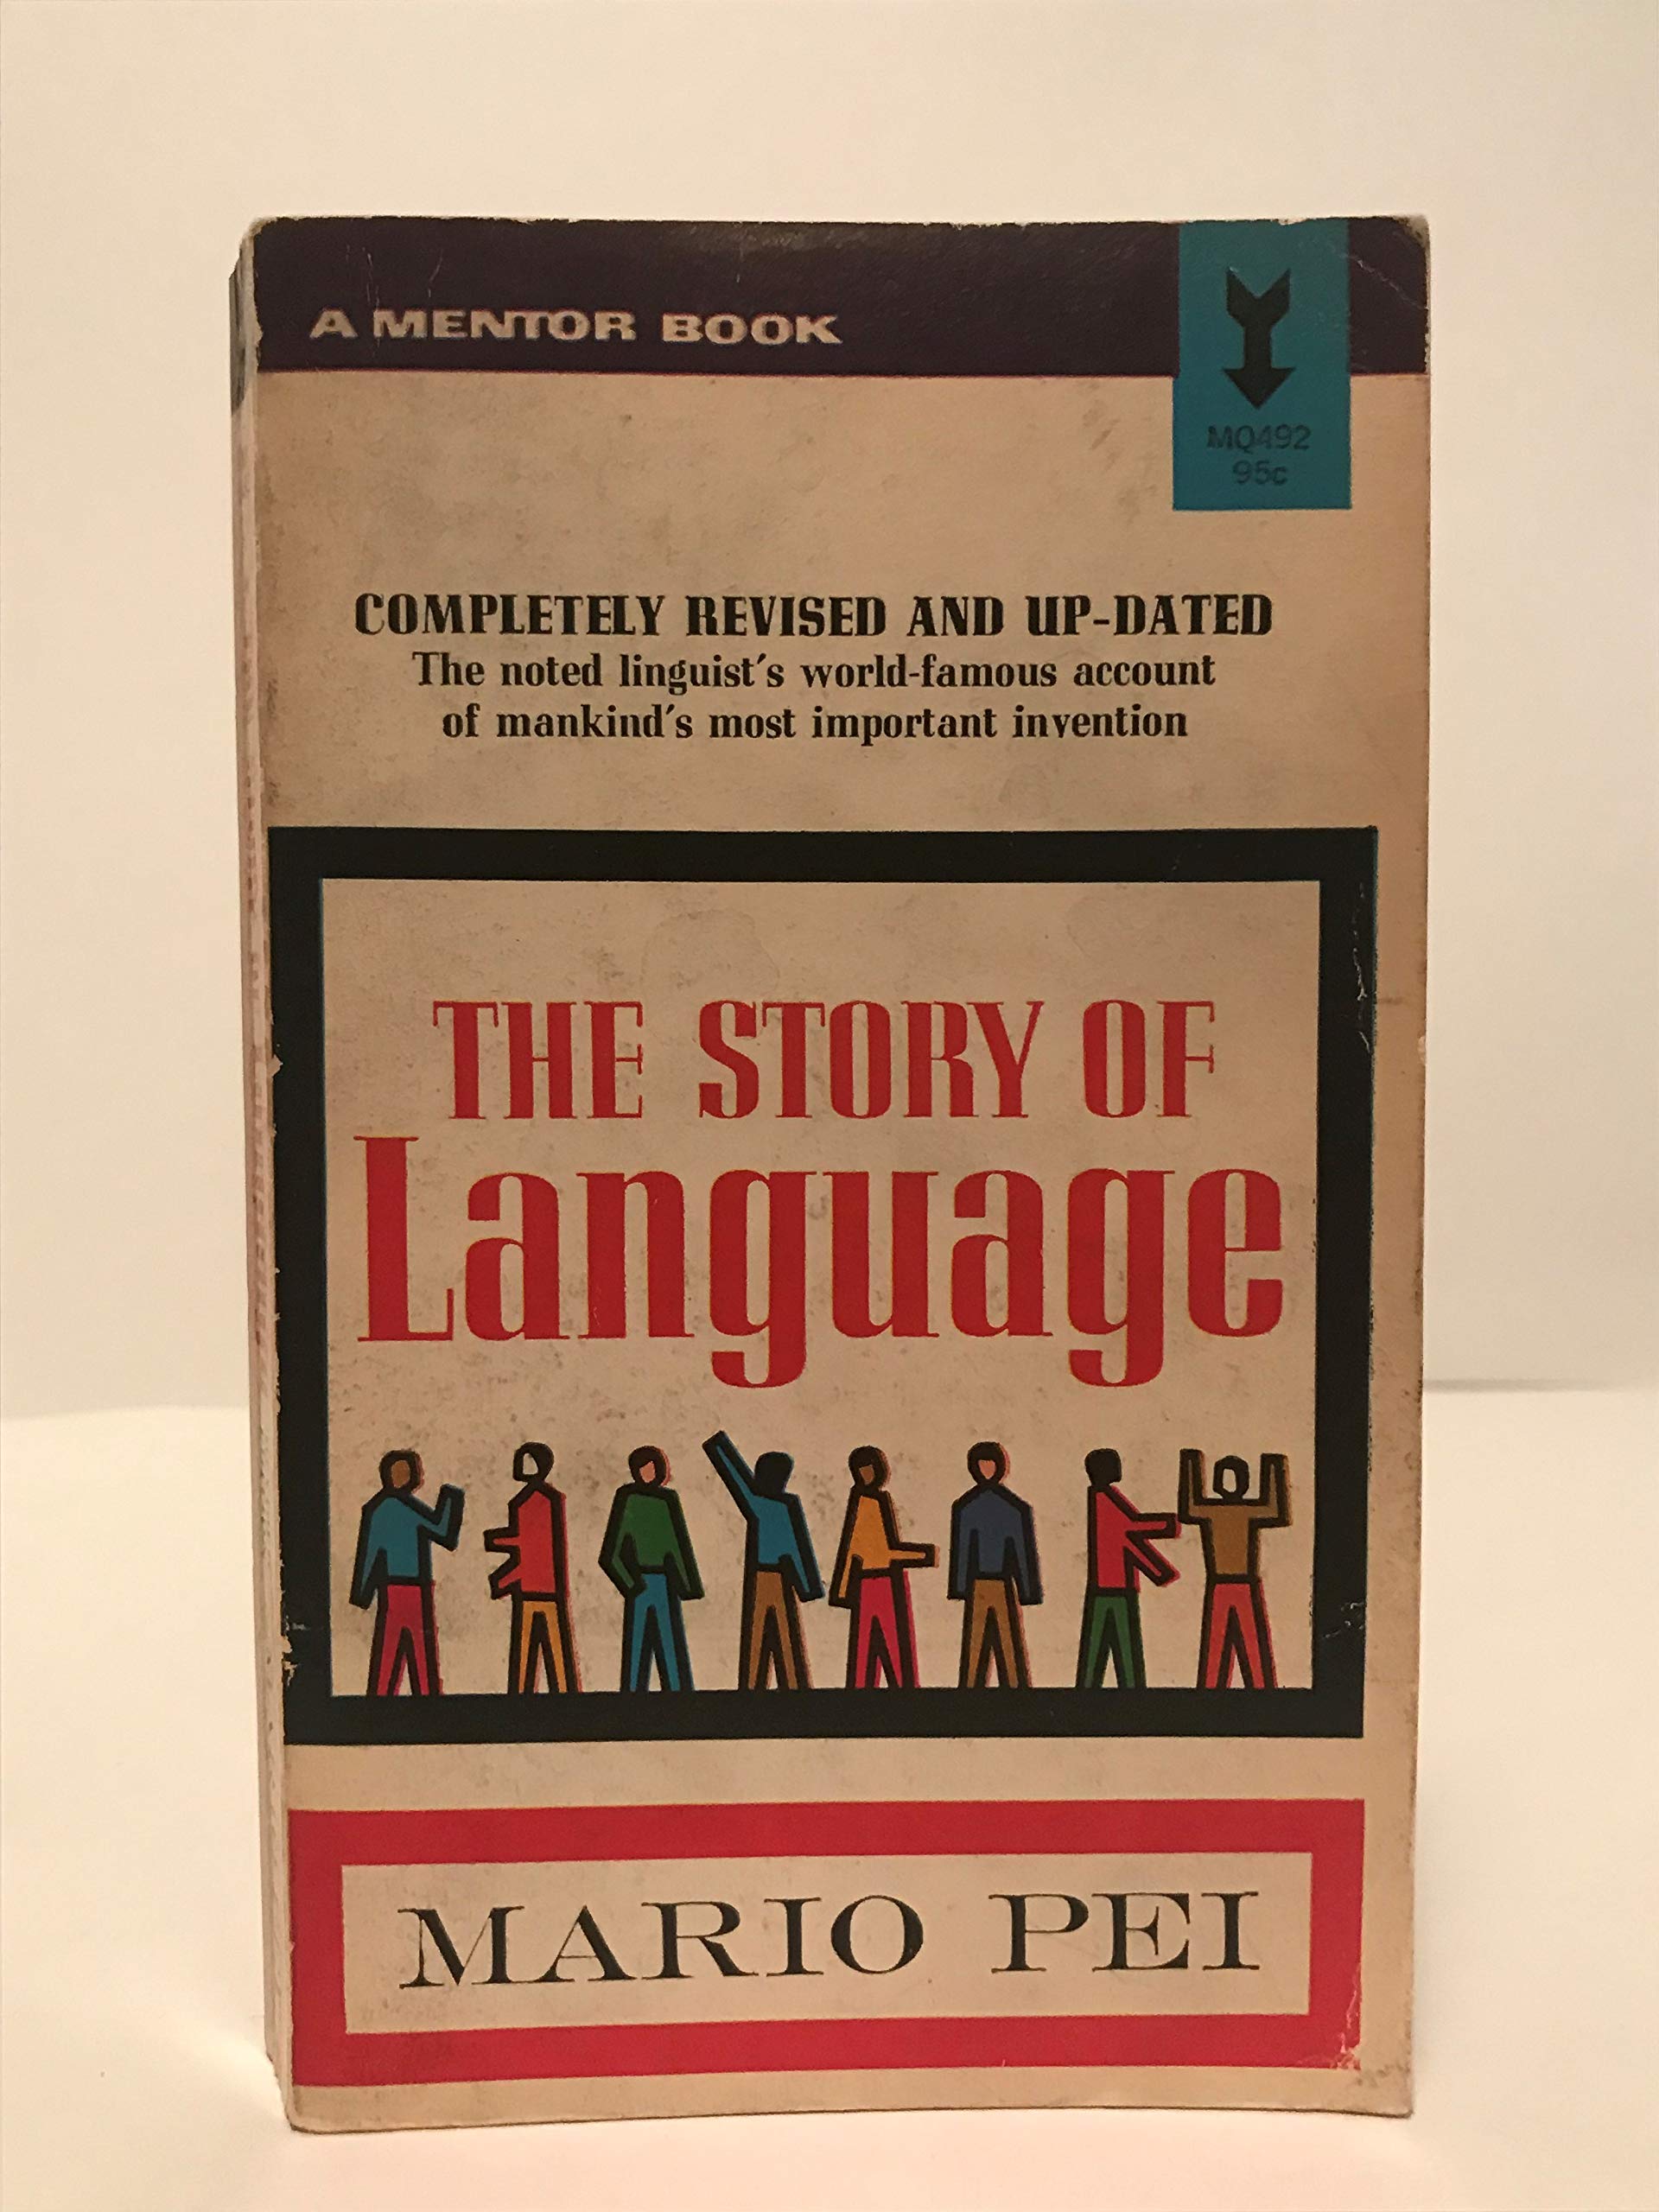 A MENTOR BOOK
MQ492
95c
COMPLETELY REVISED AND UP-DATED
The noted linguist's world-famous account
of mankind's most important invention
THE STORY OF
Language
MARIO PEI